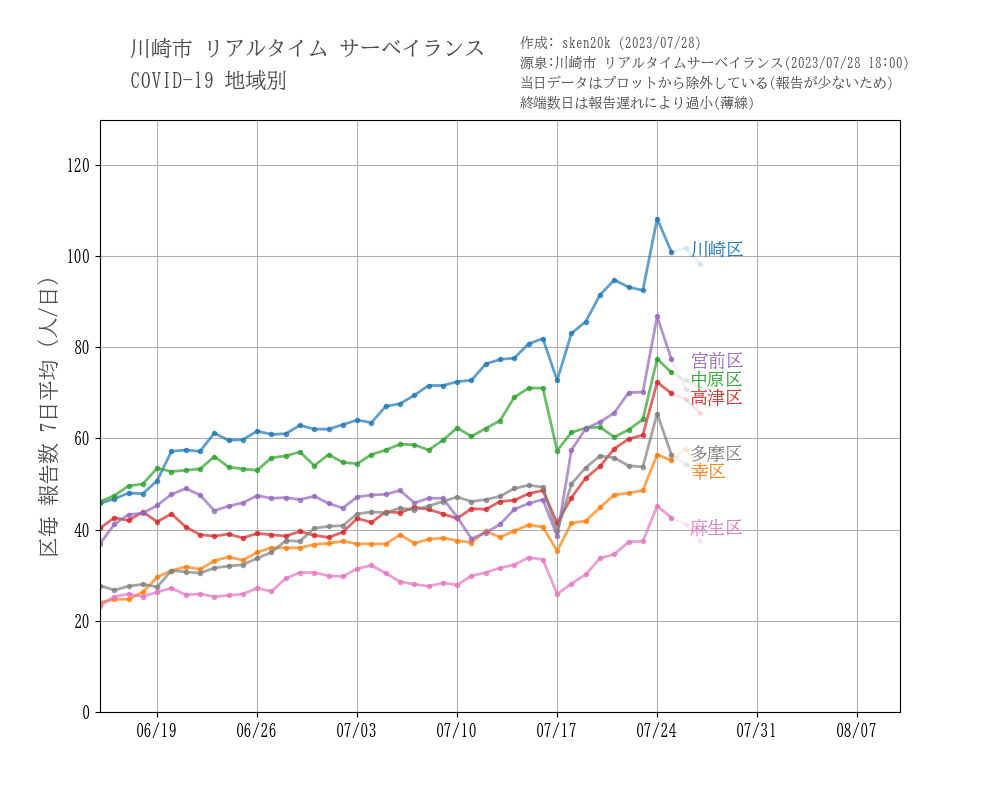 川崎市 リアルタイム サーベイランス
COVID-19 地域別
作成: sken20k (2023/07/28)
源泉:川崎市 リアルタイムサーベイランス(2023/07/28 18:00)
当日データはプロットから除外している(報告が少ないため)
終端数日は報告遅れにより過小(薄線)
区毎 報告数 7日平均 (人/日)
120
100
80
60
40
20
0
川崎区
宮前区
中原区
高津区
多摩区
幸区
麻生区
06/19
06/26
07/03
07/10
07/17
07/24
07/31
08/07